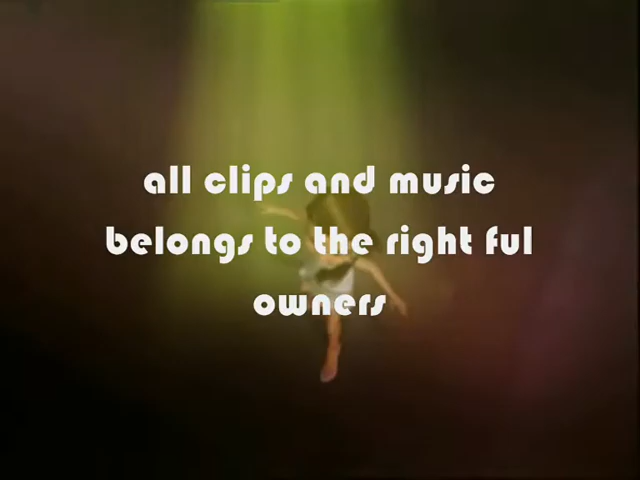 all clips and music
belongs to the right ful
owners